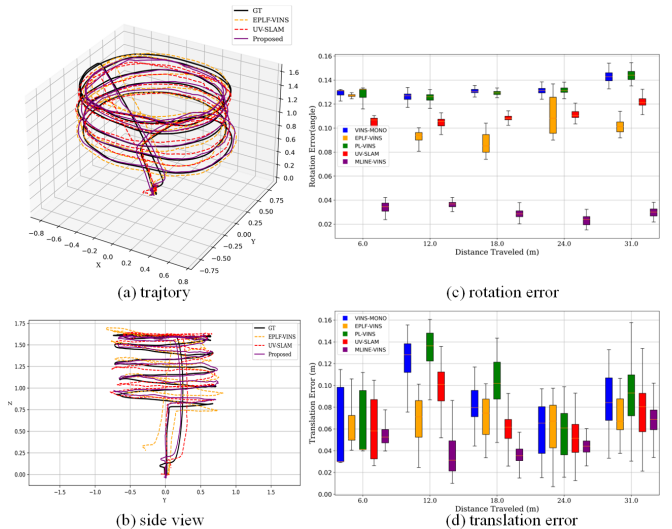 GT
EPLF-VINS
UV-SLAM
Proposed
1.6
1.4
1.2
1.0
0.8
0.6
0.4
0.2
0.0
−0.8
−0.6
−0.4
−0.2
0.0
0.2
0.4
0.6
0.8
X
−0.75
−0.50
−0.25
0.00
0.25
0.50
0.75
Y
(a) trajtory
Rotation Error(angle)
0.16
0.14
0.12
0.10
0.08
0.06
0.04
0.02
VINS-MONO
EPLF-VINS
PL-VINS
UV-SLAM
MLINE-VINS
6.0
12.0
18.0
24.0
31.0
Distance Traveled (m)
(c) rotation error
GT
EPLF-VINS
UV-SLAM
Proposed
Z
1.75
1.50
1.25
1.00
0.75
0.50
0.25
0.00
−1.5
−1.0
−0.5
0.0
0.5
1.0
1.5
Y
(b) side view
Translation Error (m)
0.16
0.14
0.12
0.10
0.08
0.06
0.04
0.02
0.00
VINS-MONO
EPLF-VINS
PL-VINS
UV-SLAM
MLINE-VINS
6.0
12.0
18.0
24.0
31.0
Distance Traveled (m)
(d) translation error